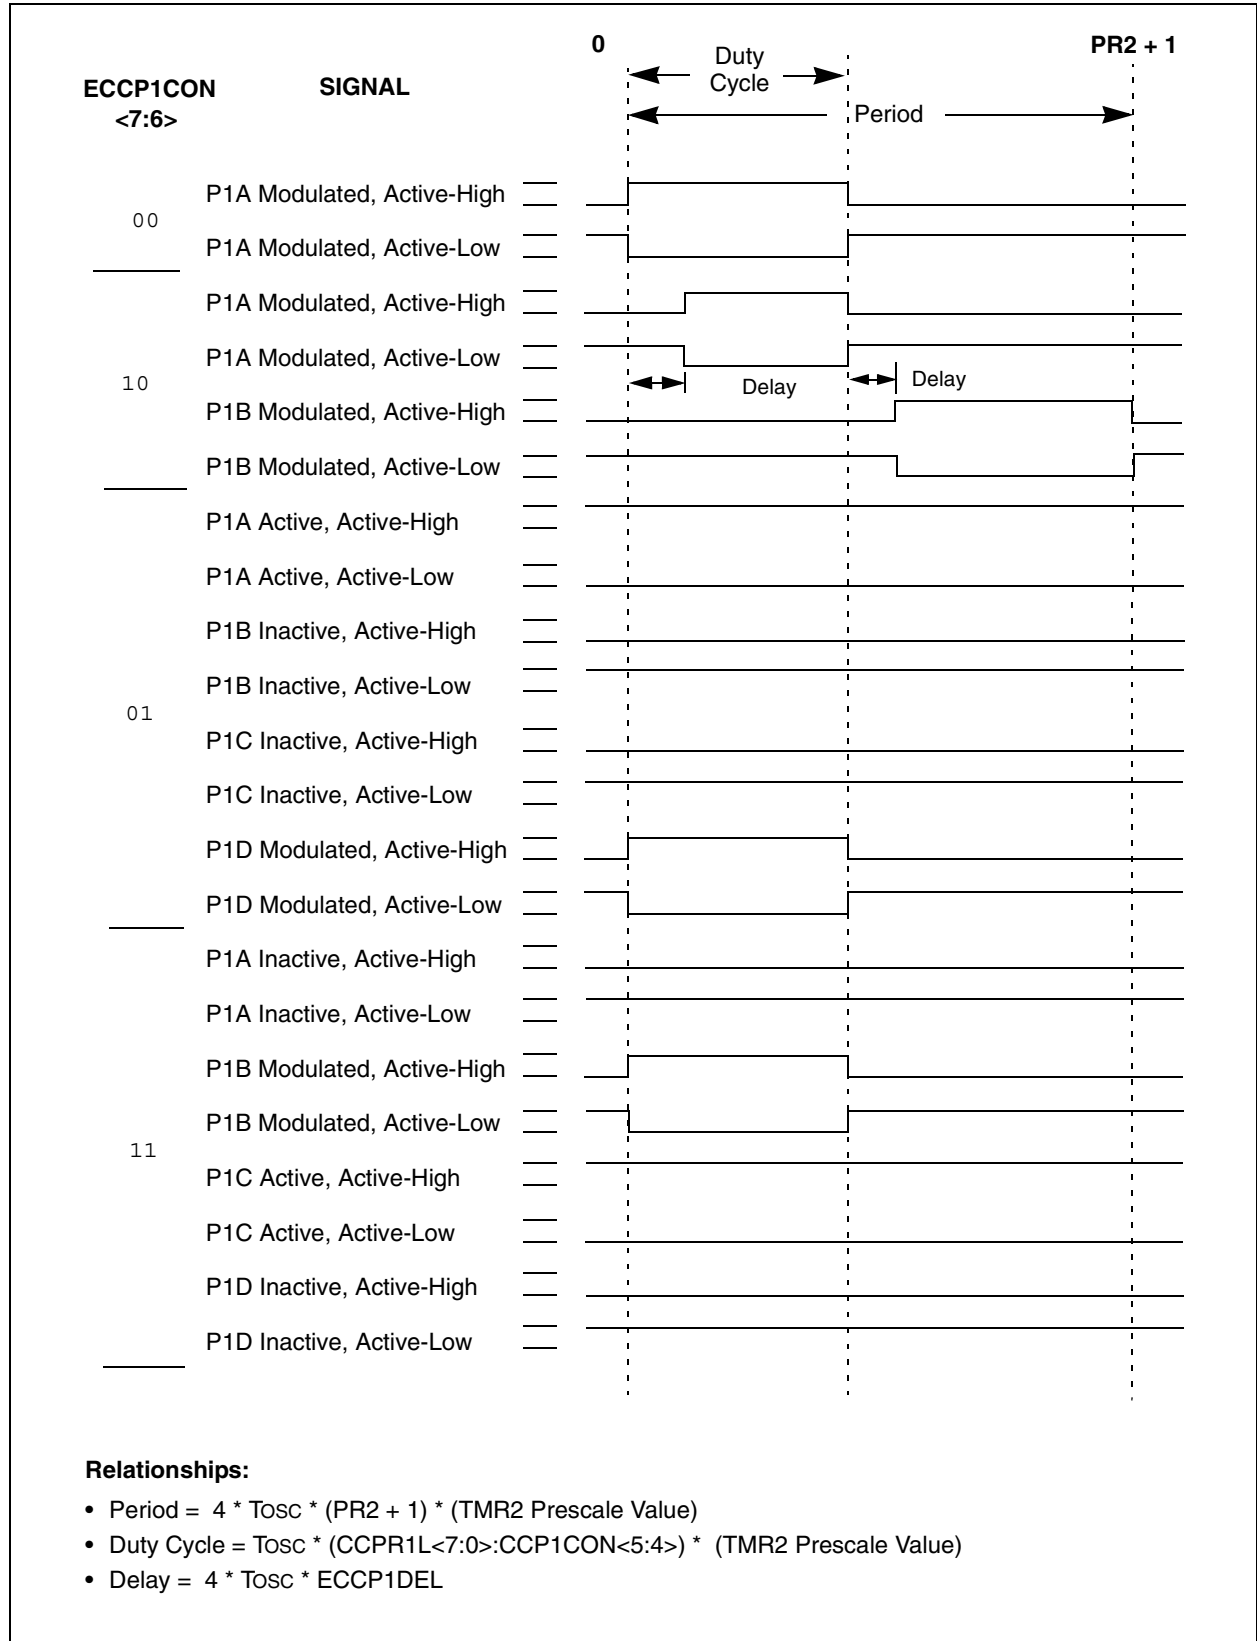 0
PR2 + 1
Duty
Cycle
ECCP1CON
<7:6>
SIGNAL
Period
00
P1A Modulated, Active-High
P1A Modulated, Active-Low
10
P1A Modulated, Active-High
P1A Modulated, Active-Low
Delay
Delay
P1B Modulated, Active-High
P1B Modulated, Active-Low
01
P1A Active, Active-High
P1A Active, Active-Low
P1B Inactive, Active-High
P1B Inactive, Active-Low
P1C Inactive, Active-High
P1C Inactive, Active-Low
P1D Modulated, Active-High
P1D Modulated, Active-Low
11
P1A Inactive, Active-High
P1A Inactive, Active-Low
P1B Modulated, Active-High
P1B Modulated, Active-Low
P1C Active, Active-High
P1C Active, Active-Low
P1D Inactive, Active-High
P1D Inactive, Active-Low
Relationships:
• Period = 4 * TOSC * (PR2 + 1) * (TMR2 Prescale Value)
• Duty Cycle = TOSC * (CCPR1L<7:0>:CCP1CON<5:4>) * (TMR2 Prescale Value)
• Delay = 4 * TOSC * ECCP1DEL